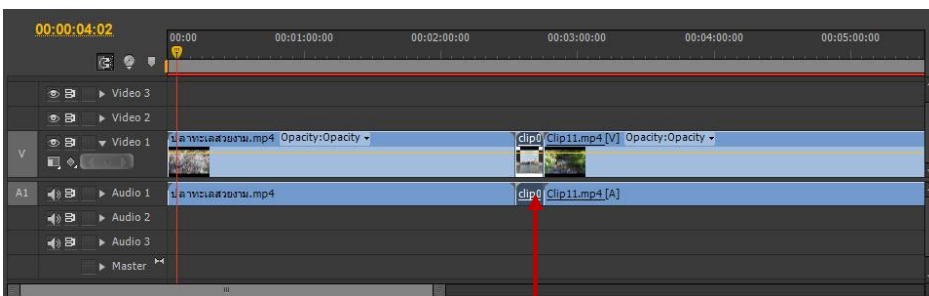 00:00:04:02
00:00 00:01:00:00 00:02:00:00 00:03:00:00 00:04:00:00 00:05:00:00
Video 3
Video 2
V Video 1 ปลาทะเลสวยงาม.mp4 Opacity:Opacity clip0 Clip11.mp4 [V] Opacity:Opacity
A1 Audio 1 ปลาทะเลสวยงาม.mp4 clip0 Clip11.mp4 [A]
Audio 2
Audio 3
Master